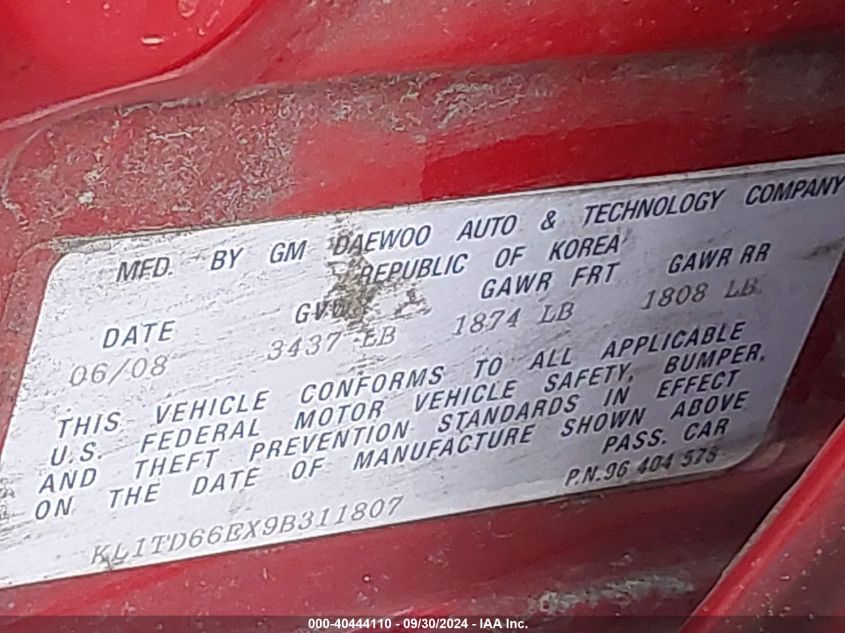 MFD. BY GM DAEWOO AUTO & TECHNOLOGY COMPANY
REPUBLIC OF KOREA
DATE GVW GAWR FRT GAWR RR
06/08 3437 LB 1874 LB 1808 LB
THIS VEHICLE CONFORMS TO ALL APPLICABLE
U.S. FEDERAL MOTOR VEHICLE SAFETY, BUMPER,
AND THEFT PREVENTION STANDARDS IN EFFECT
ON THE DATE OF MANUFACTURE SHOWN ABOVE
PASS. CAR
P.N.96 404 578
KL1TD66EX9B311807
000-40444110 - 09/30/2024 - IAA Inc.